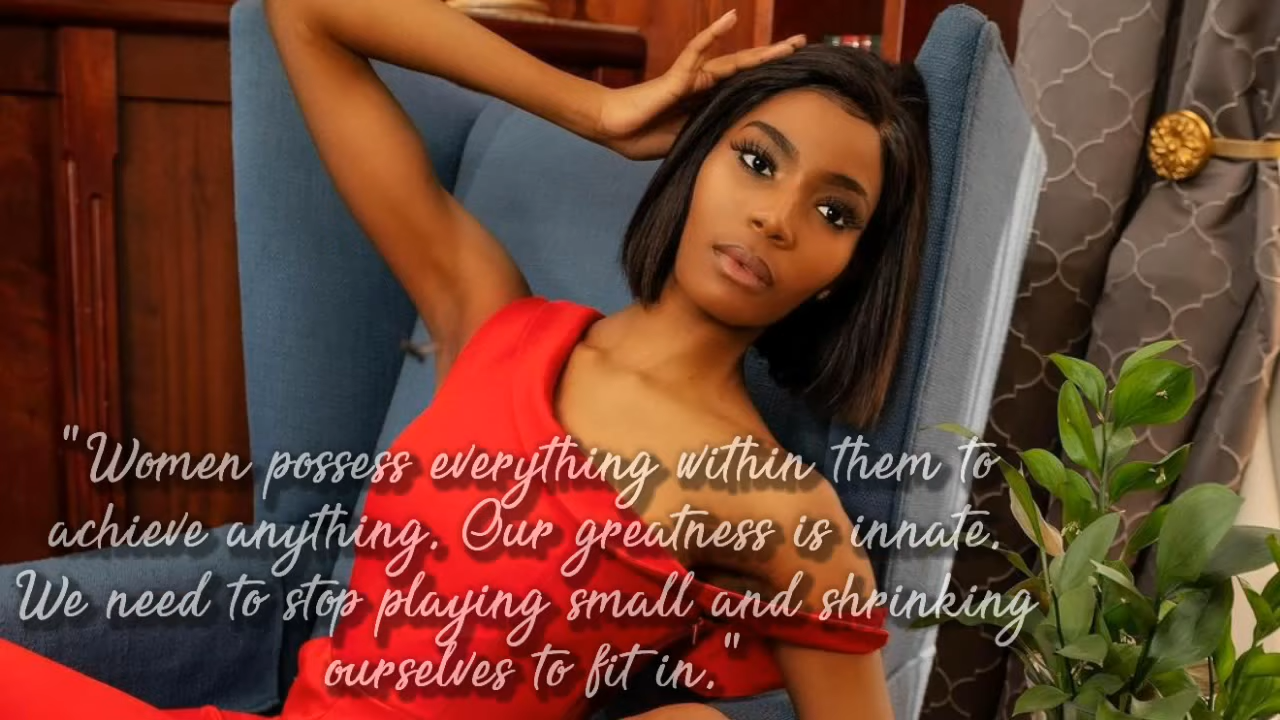 "Women possess everything within them to
achieve anything. Our greatness is innate.
We need to stop playing small and shrinking
ourselves to fit in."